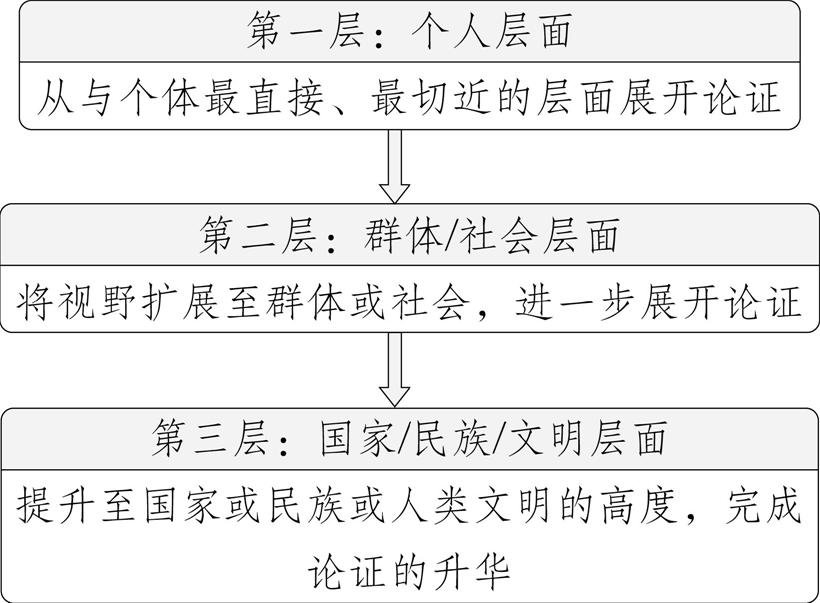 第一层：个人层面
从与个体最直接、最切近的层面展开论证
第二层：群体/社会层面
将视野扩展至群体或社会，进一步展开论证
第三层：国家/民族/文明层面
提升至国家或民族或人类文明的高度，完成
论证的升华